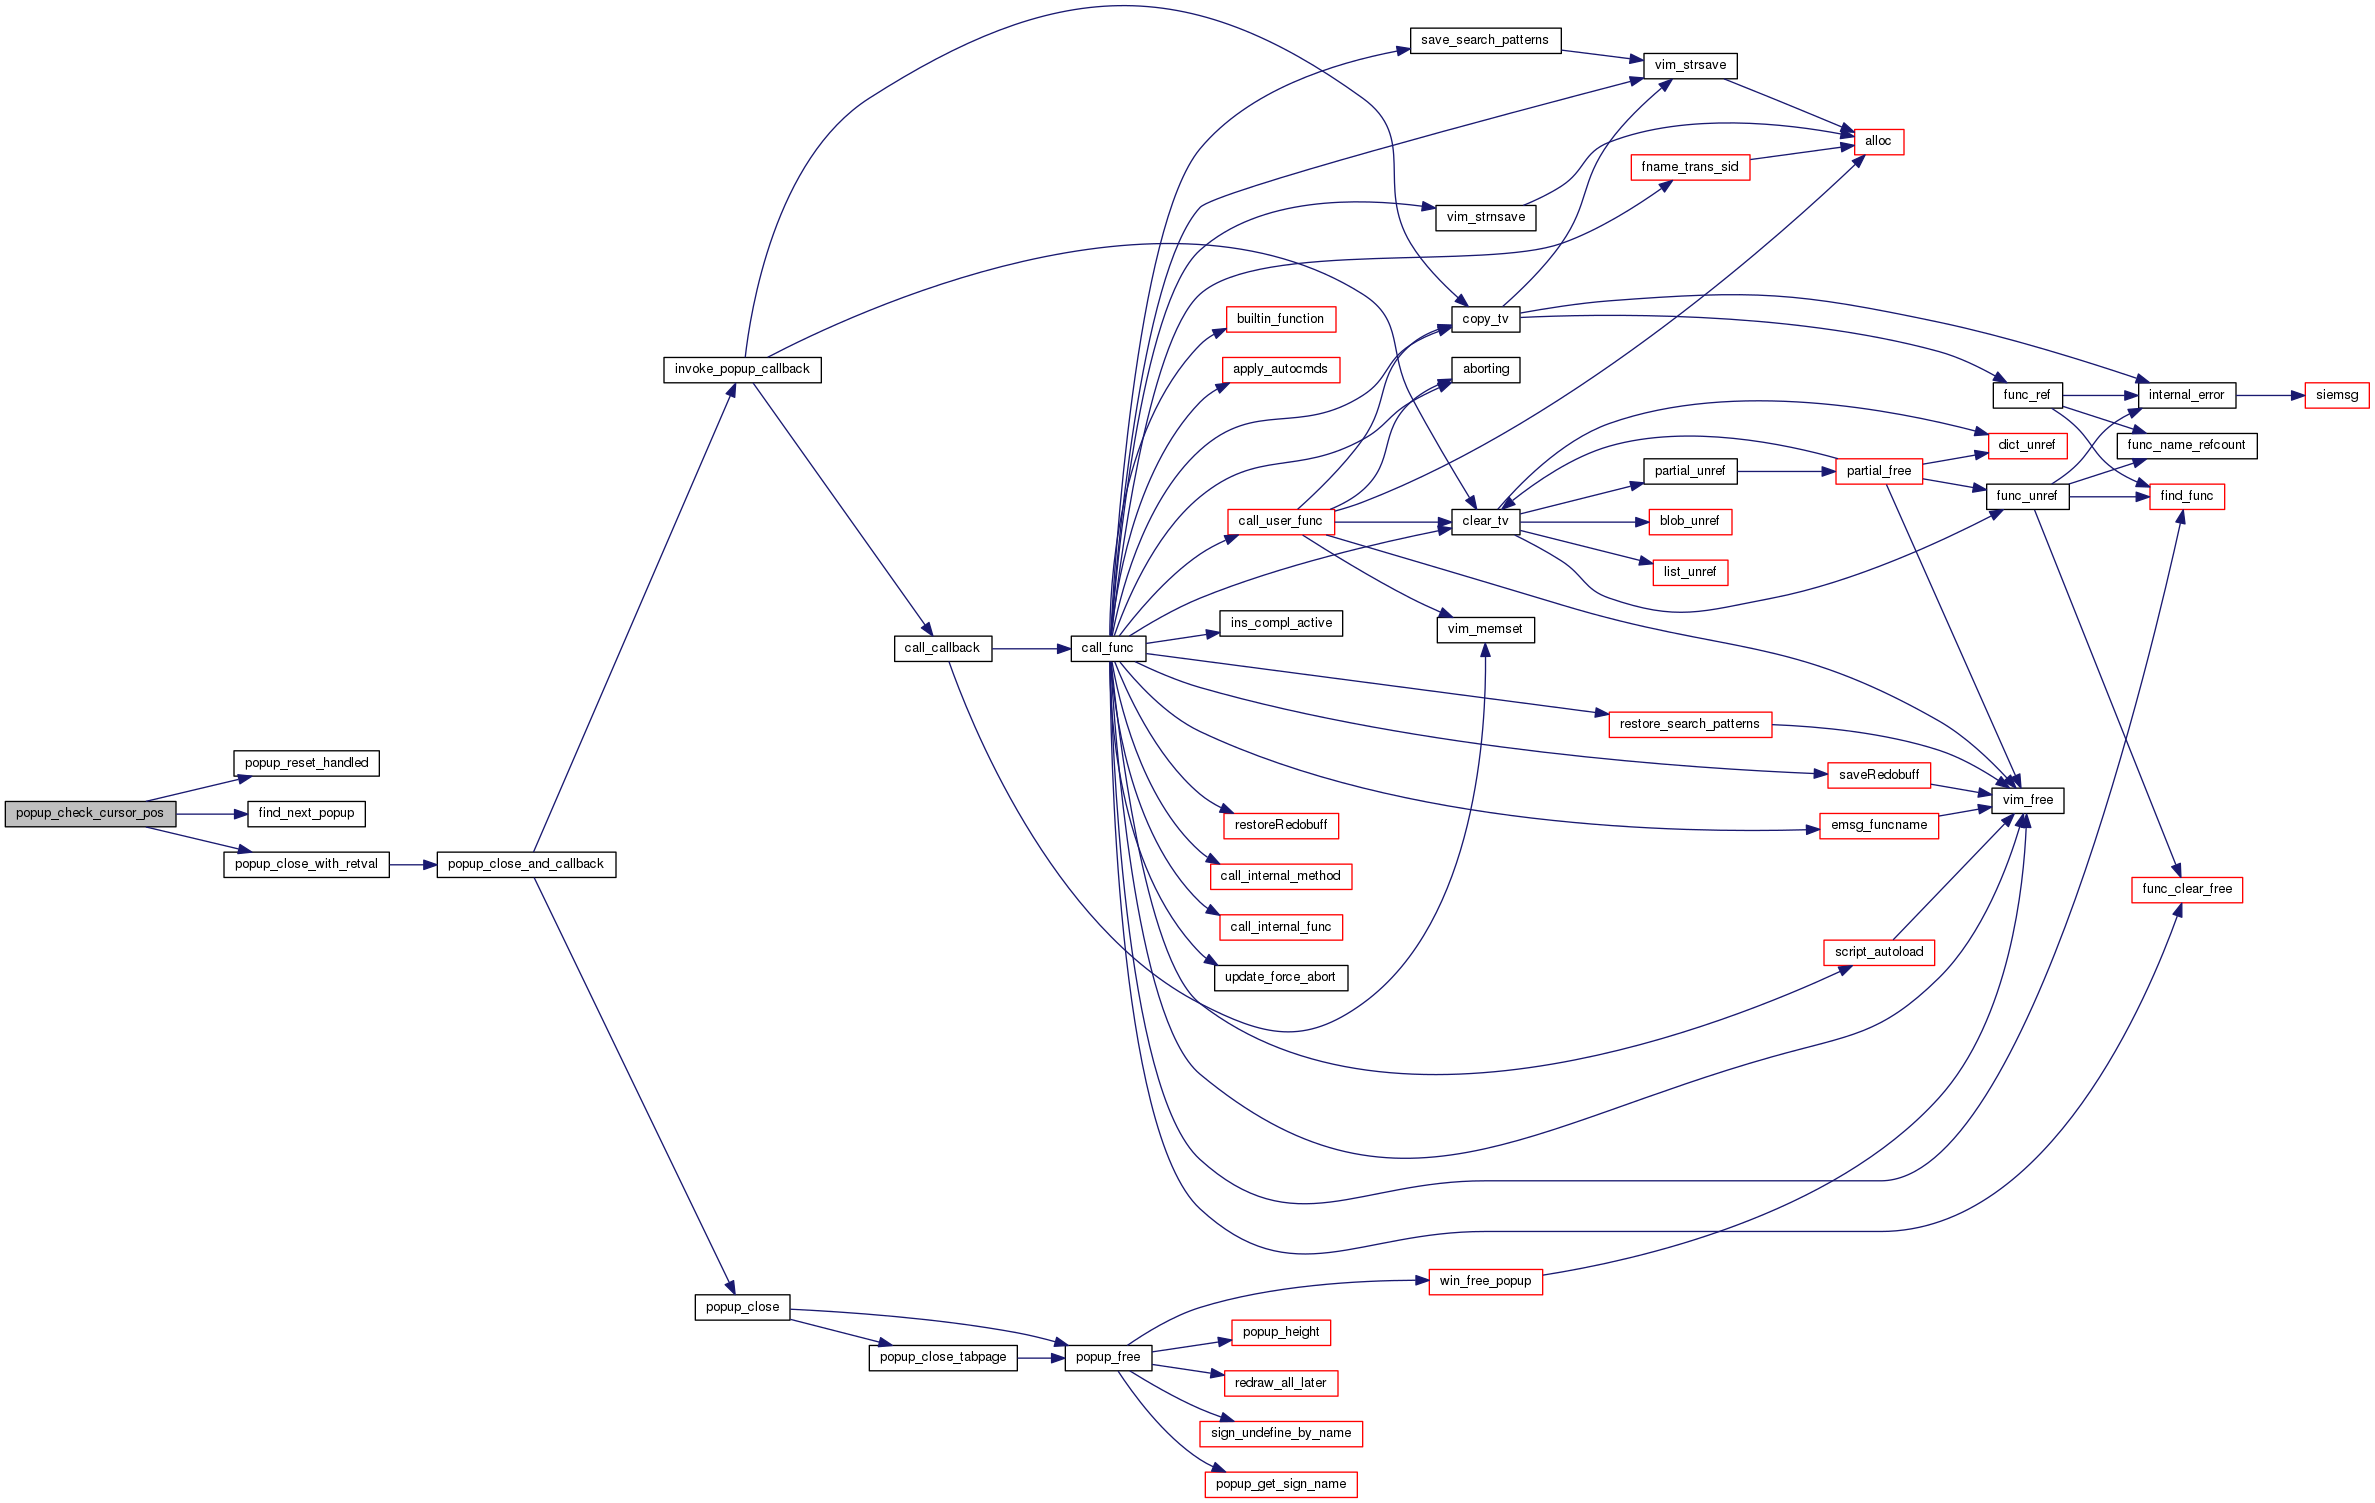 popup_check_cursor_pos
popup_reset_handled
find_next_popup
popup_close_with_retval
popup_close_and_callback
invoke_popup_callback
popup_close
call_callback
popup_close_tabpage
call_func
popup_free
builtin_function
apply_autocmds
call_user_func
ins_compl_active
restoreRedobuff
call_internal_method
call_internal_func
update_force_abort
popup_height
redraw_all_later
sign_undefine_by_name
popup_get_sign_name
save_search_patterns
vim_strnsave
copy_tv
aborting
clear_tv
vim_memset
win_free_popup
vim_strsave
fname_trans_sid
partial_unref
blob_unref
list_unref
restore_search_patterns
alloc
partial_free
saveRedobuff
emsg_funcname
script_autoload
func_ref
dict_unref
func_unref
vim_free
internal_error
func_name_refcount
find_func
func_clear_free
siemsg